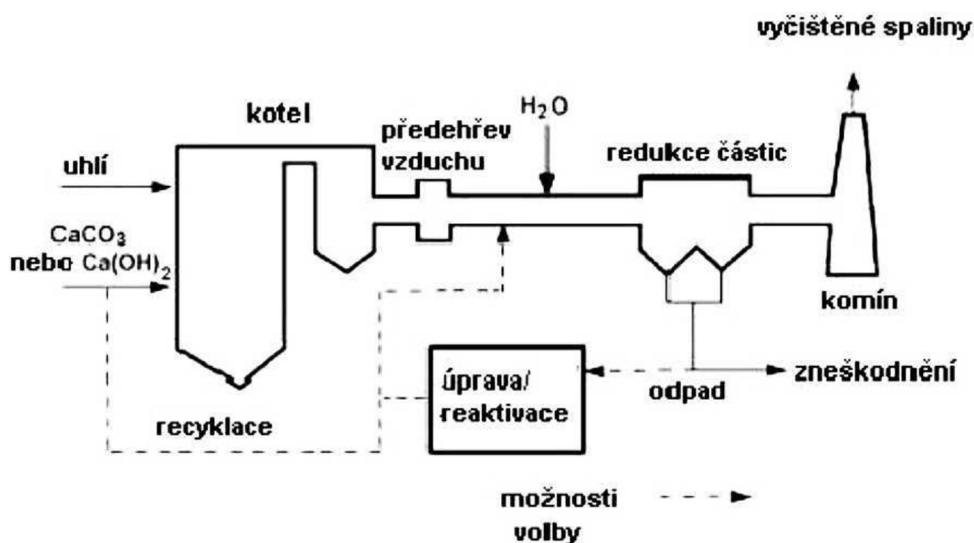 vyčištěné spaliny
kotel
H₂O
předehřev
vzduchu
redukce částic
uhlí
CaCO₃
nebo Ca(OH)₂
komín
úprava/
reaktivace
odpad
zneškodnění
recyklace
možnosti
volby